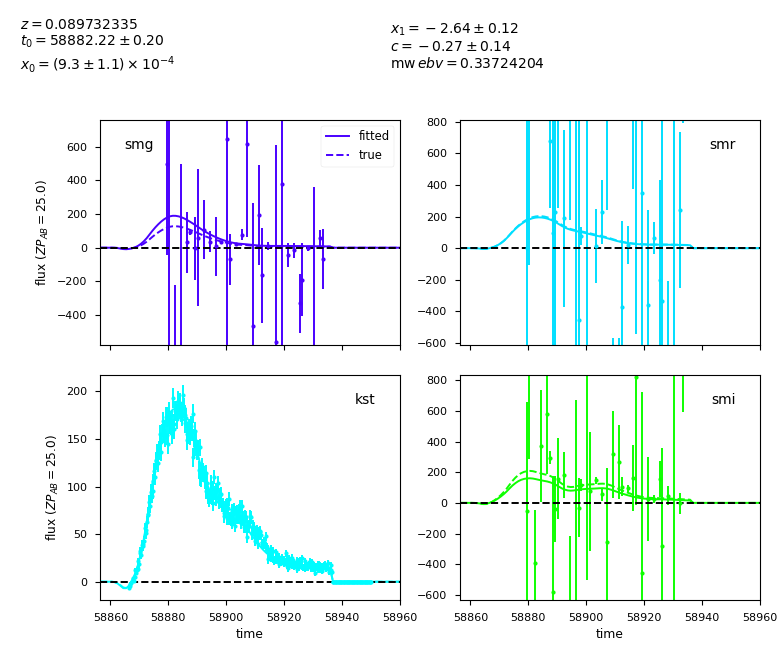 z = 0.089732335
t₀ = 58882.22 ± 0.20
x₀ = (9.3 ± 1.1) × 10⁻⁴
x₁ = −2.64 ± 0.12
c = −0.27 ± 0.14
mw ebv = 0.33724204
smg
fitted
true
600
400
200
0
−200
−400
flux (ZP_AB = 25.0)
smr
800
600
400
200
0
−200
−400
−600
kst
200
150
100
50
0
flux (ZP_AB = 25.0)
58860 58880 58900 58920 58940 58960
time
smi
800
600
400
200
0
−200
−400
−600
58860 58880 58900 58920 58940 58960
time